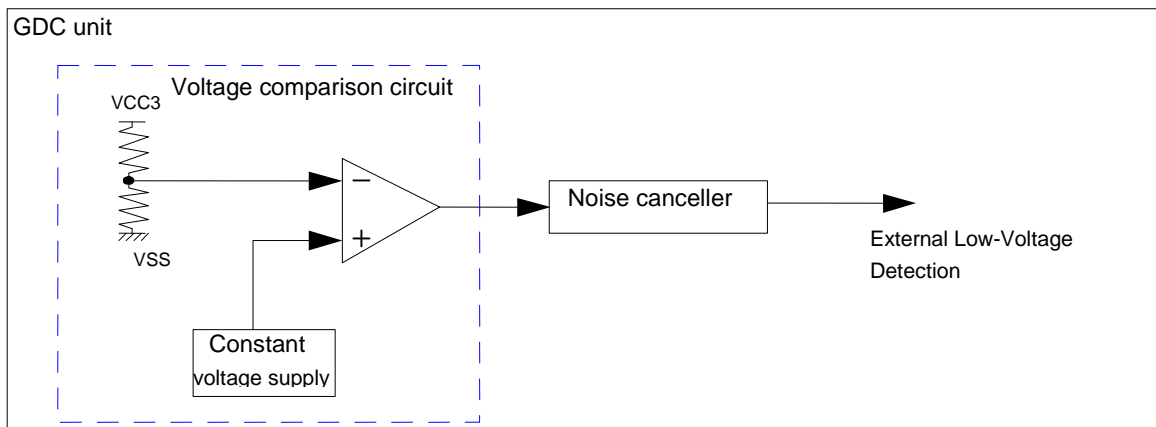 GDC unit
Voltage comparison circuit
VCC3
−
+
VSS
Constant
voltage supply
Noise canceller
External Low-Voltage
Detection